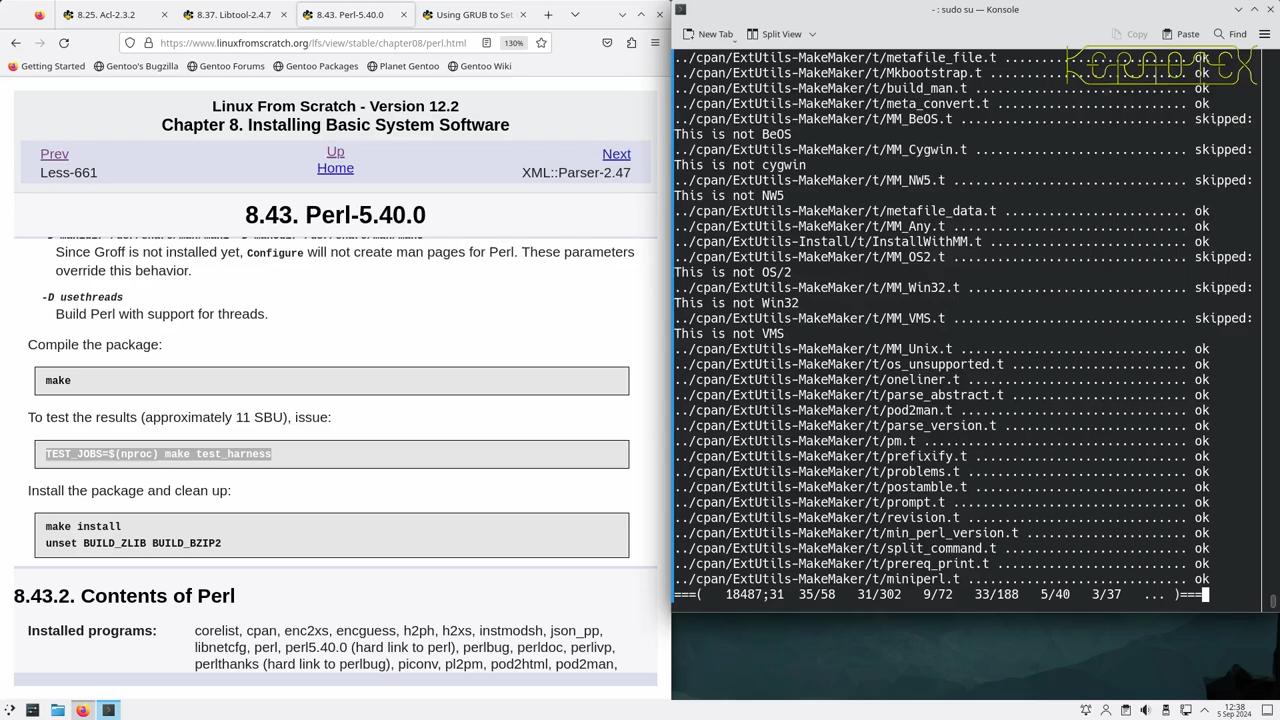 8.25. Acl-2.3.2
8.37. Libtool-2.4.7
8.43. Perl-5.40.0
Using GRUB to Set
https://www.linuxfromscratch.org/lfs/view/stable/chapter08/perl.html
130%
Getting Started
Gentoo's Bugzilla
Gentoo Forums
Gentoo Packages
Planet Gentoo
Gentoo Wiki
Linux From Scratch - Version 12.2
Chapter 8. Installing Basic System Software
Prev
Up
Next
Less-661
Home
XML::Parser-2.47
8.43. Perl-5.40.0
Since Groff is not installed yet, Configure will not create man pages for Perl. These parameters
override this behavior.
-D usethreads
Build Perl with support for threads.
Compile the package:
make
To test the results (approximately 11 SBU), issue:
TEST_JOBS=$(nproc) make test_harness
Install the package and clean up:
make install
unset BUILD_ZLIB BUILD_BZIP2
8.43.2. Contents of Perl
Installed programs:
corelist, cpan, enc2xs, encguess, h2ph, h2xs, instmodsh, json_pp,
libnetcfg, perl, perl5.40.0 (hard link to perl), perlbug, perldoc, perlivp,
perlthanks (hard link to perlbug), piconv, pl2pm, pod2html, pod2man,
- : sudo su — Konsole
New Tab
Split View
Copy
Paste
Find
../cpan/ExtUtils-MakeMaker/t/metafile_file.t .................... ok
../cpan/ExtUtils-MakeMaker/t/Mkbootstrap.t ...................... ok
../cpan/ExtUtils-MakeMaker/t/build_man.t ........................ ok
../cpan/ExtUtils-MakeMaker/t/meta_convert.t ..................... ok
../cpan/ExtUtils-MakeMaker/t/MM_BeOS.t .......................... skipped:
This is not BeOS
../cpan/ExtUtils-MakeMaker/t/MM_Cygwin.t ........................ skipped:
This is not cygwin
../cpan/ExtUtils-MakeMaker/t/MM_NW5.t ........................... skipped:
This is not NW5
../cpan/ExtUtils-MakeMaker/t/metafile_data.t .................... ok
../cpan/ExtUtils-MakeMaker/t/MM_Any.t ........................... ok
../cpan/ExtUtils-Install/t/InstallWithMM.t ...................... ok
../cpan/ExtUtils-MakeMaker/t/MM_OS2.t ........................... skipped:
This is not OS/2
../cpan/ExtUtils-MakeMaker/t/MM_Win32.t ......................... skipped:
This is not Win32
../cpan/ExtUtils-MakeMaker/t/MM_VMS.t ........................... skipped:
This is not VMS
../cpan/ExtUtils-MakeMaker/t/MM_Unix.t .......................... ok
../cpan/ExtUtils-MakeMaker/t/os_unsupported.t ................... ok
../cpan/ExtUtils-MakeMaker/t/oneliner.t ......................... ok
../cpan/ExtUtils-MakeMaker/t/parse_abstract.t ................... ok
../cpan/ExtUtils-MakeMaker/t/pod2man.t .......................... ok
../cpan/ExtUtils-MakeMaker/t/parse_version.t .................... ok
../cpan/ExtUtils-MakeMaker/t/pm.t ............................... ok
../cpan/ExtUtils-MakeMaker/t/prefixify.t ........................ ok
../cpan/ExtUtils-MakeMaker/t/problems.t ......................... ok
../cpan/ExtUtils-MakeMaker/t/postamble.t ........................ ok
../cpan/ExtUtils-MakeMaker/t/prompt.t ........................... ok
../cpan/ExtUtils-MakeMaker/t/revision.t ......................... ok
../cpan/ExtUtils-MakeMaker/t/min_perl_version.t ................. ok
../cpan/ExtUtils-MakeMaker/t/split_command.t .................... ok
../cpan/ExtUtils-MakeMaker/t/prereq_print.t ..................... ok
../cpan/ExtUtils-MakeMaker/t/miniperl.t ......................... ok
===(   18487;31  35/58   31/302   9/72   33/188   5/40   3/37   ... )===
12:38
5 Sep 2024